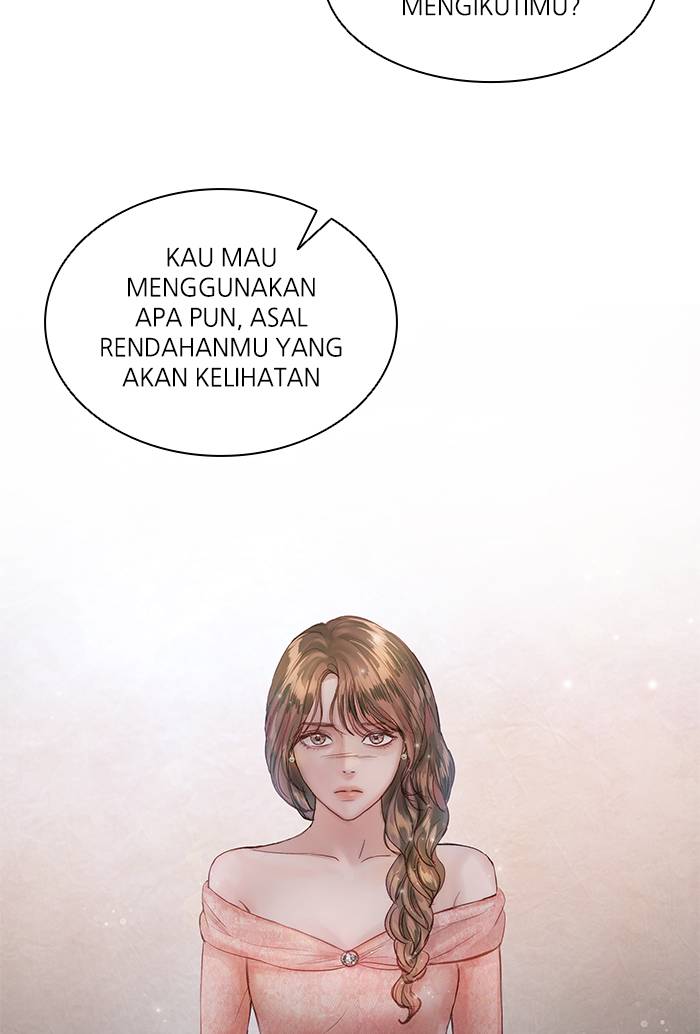 MENGIKUTIMU?
KAU MAU
MENGGUNAKAN
APA PUN, ASAL
RENDAHANMU YANG
AKAN KELIHATAN